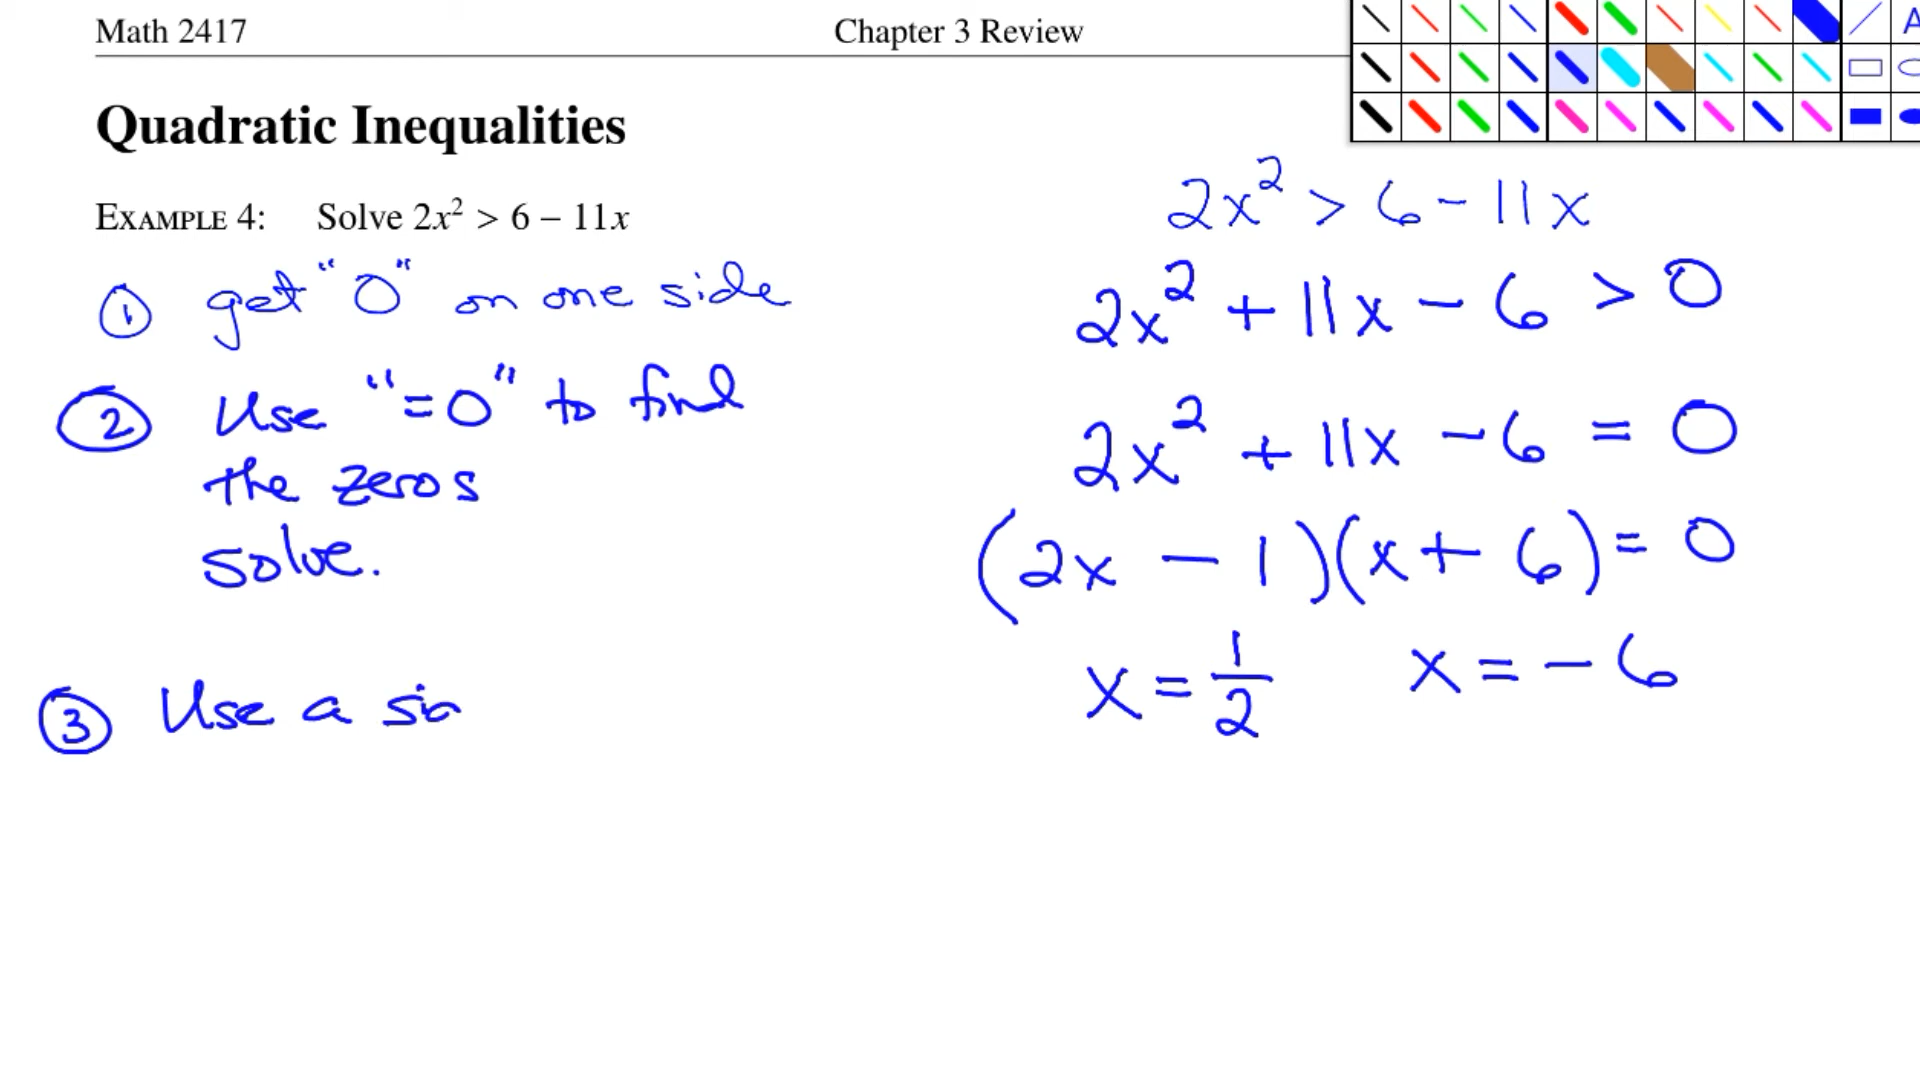 Math 2417 Chapter 3 Review
Quadratic Inequalities
EXAMPLE 4: Solve 2x² > 6 – 11x
① get "0" on one side
② Use "=0" to find
the zeros
solve.
③ Use a
2x² > 6 - 11x
2x² + 11x - 6 > 0
2x² + 11x - 6 = 0
(2x - 1)(x + 6) = 0
x = 1/2 x = -6
A